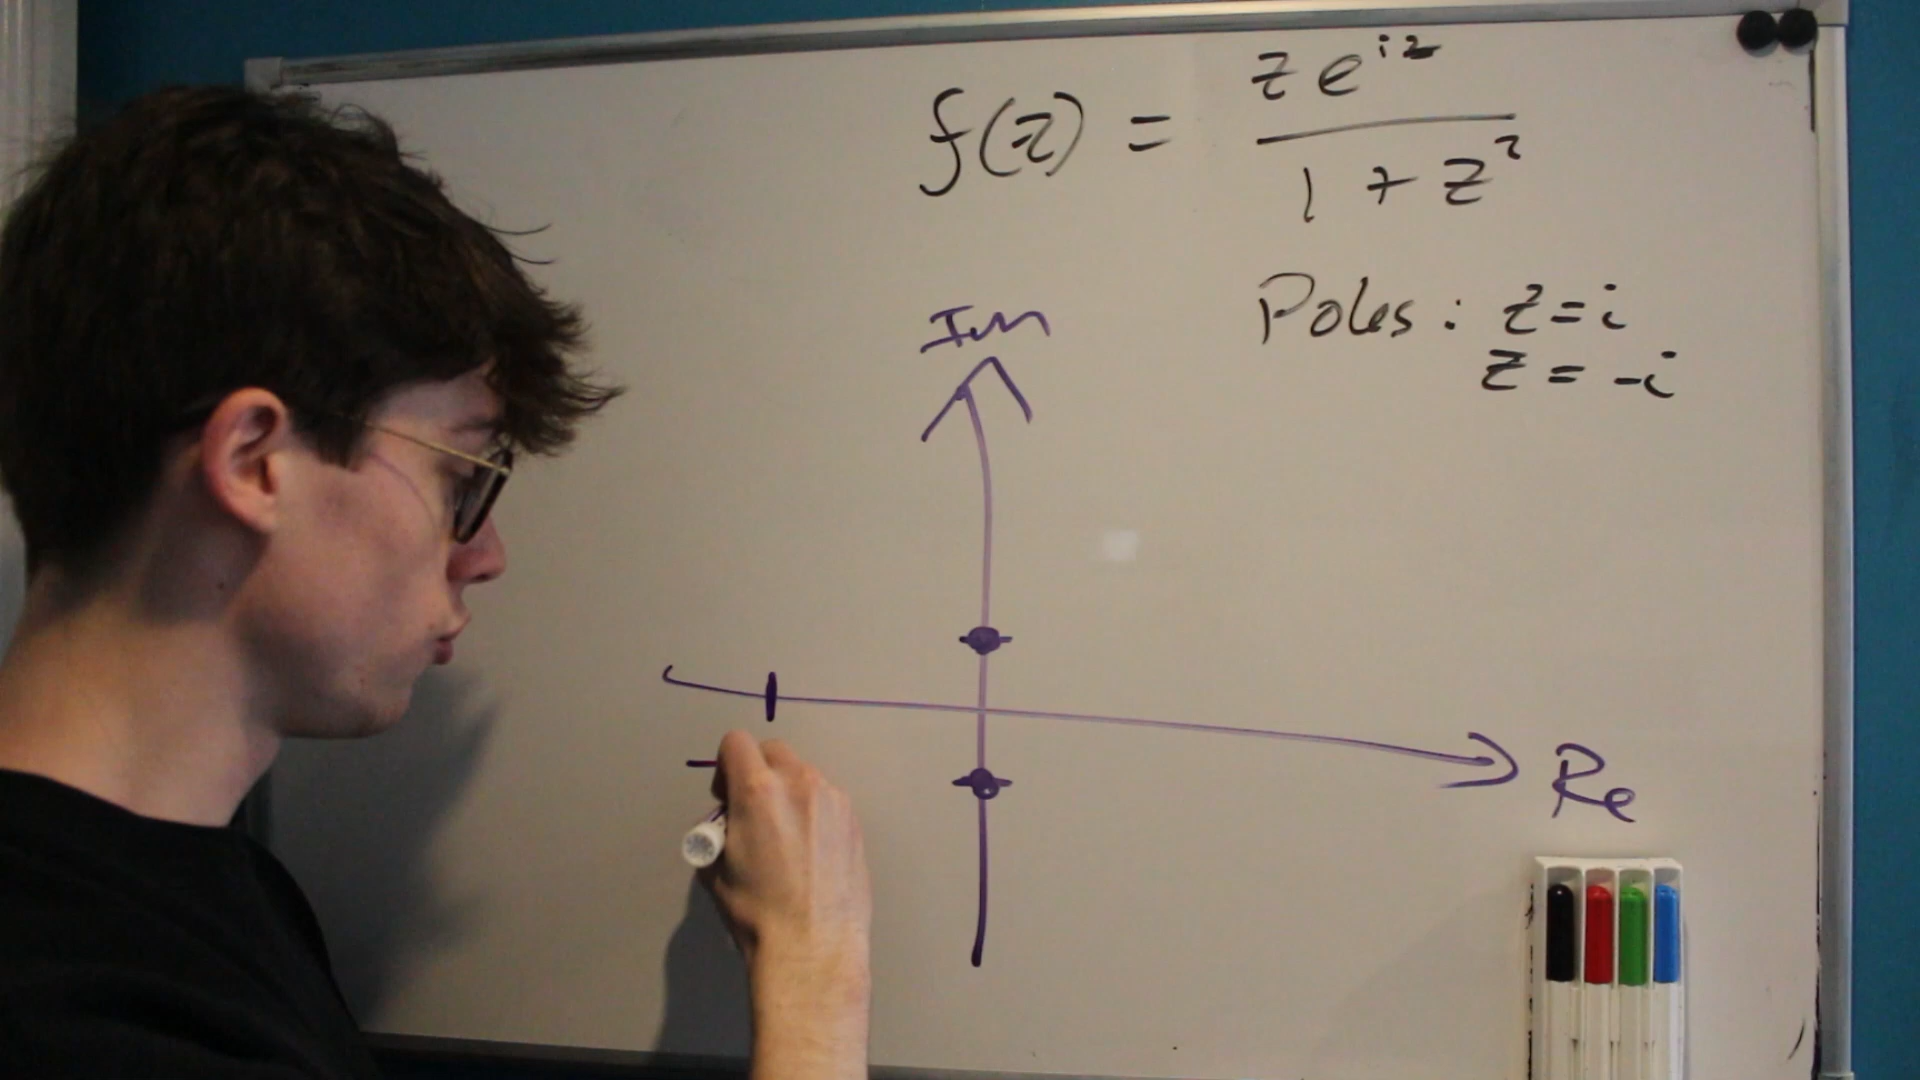 f(z) = ze^{iz} / 1 + z²
Poles : z = i
z = -i
Im
Re